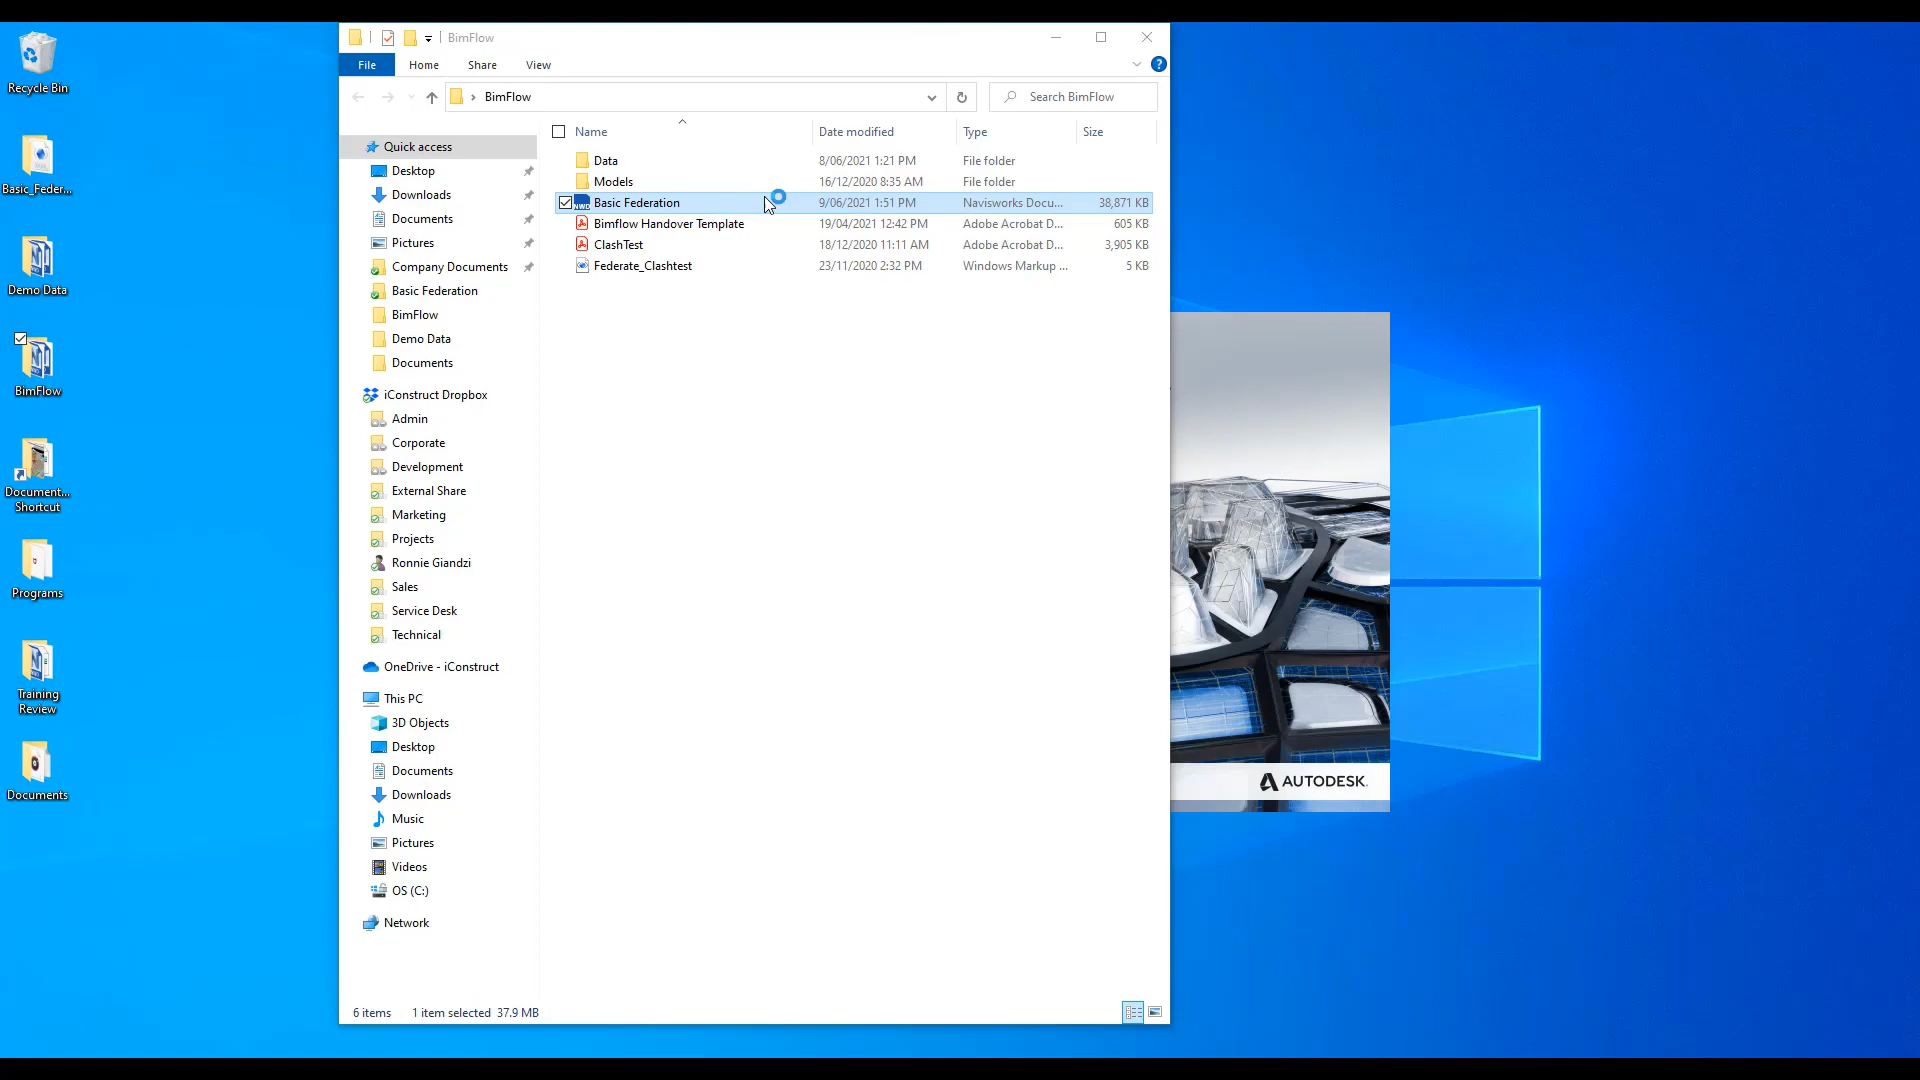 BimFlow
File Home Share View
BimFlow
Search BimFlow
Name Date modified Type Size
Data 8/06/2021 1:21 PM File folder
Models 16/12/2020 8:35 AM File folder
Basic Federation 9/06/2021 1:51 PM Navisworks Docu... 38,871 KB
Bimflow Handover Template 19/04/2021 12:42 PM Adobe Acrobat D... 605 KB
ClashTest 18/12/2020 11:11 AM Adobe Acrobat D... 3,905 KB
Federate_Clashtest 23/11/2020 2:32 PM Windows Markup ... 5 KB
Quick access
Desktop
Downloads
Documents
Pictures
Company Documents
Basic Federation
BimFlow
Demo Data
Documents
iConstruct Dropbox
Admin
Corporate
Development
External Share
Marketing
Projects
Ronnie Giandzi
Sales
Service Desk
Technical
OneDrive - iConstruct
This PC
3D Objects
Desktop
Documents
Downloads
Music
Pictures
Videos
OS (C:)
Network
6 items 1 item selected 37.9 MB
Recycle Bin
Basic_Feder...
Demo Data
BimFlow
Document...
Shortcut
Programs
Training
Review
Documents
AUTODESK.